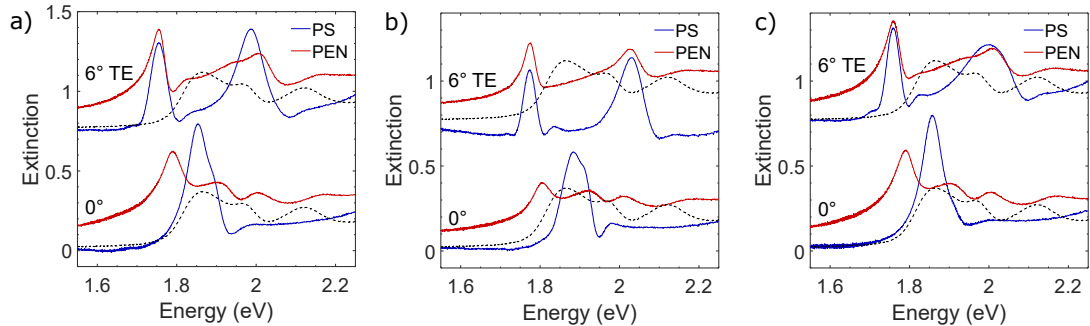 a)
1.5
1
0.5
0
Extinction
6° TE
0°
PS
PEN
1.6
1.8
2
2.2
Energy (eV)
b)
1
0.5
0
Extinction
6° TE
0°
PS
PEN
1.6
1.8
2
2.2
Energy (eV)
c)
1
0.5
0
Extinction
6° TE
0°
PS
PEN
1.6
1.8
2
2.2
Energy (eV)